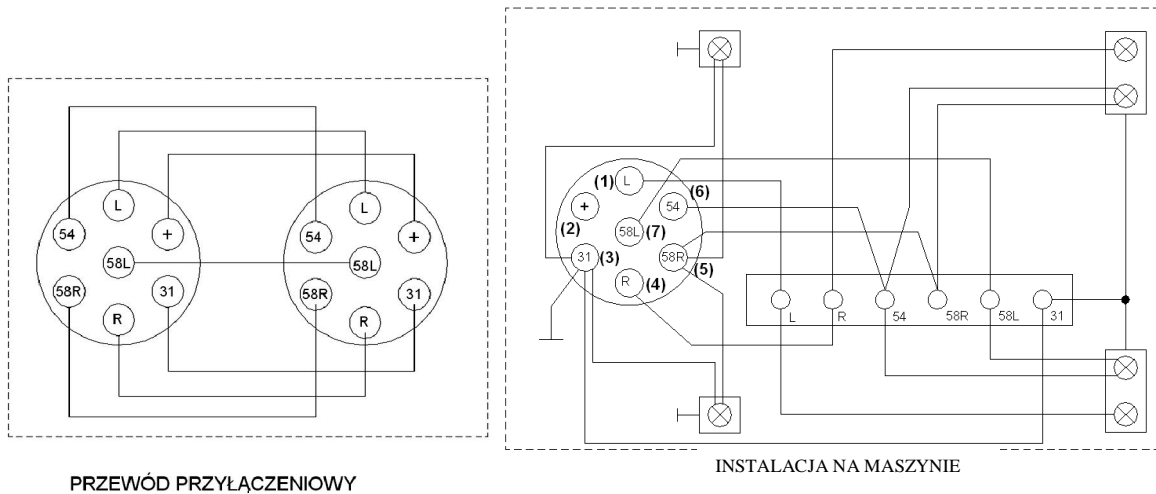 L
54
+
58L
58R
31
R
L
54
+
58L
58R
31
R
PRZEWÓD PRZYŁĄCZENIOWY
(1) L
(6)
+
54
(2)
58L (7)
31 (3)
58R
(5)
R (4)
L R 54 58R 58L 31
INSTALACJA NA MASZYNIE